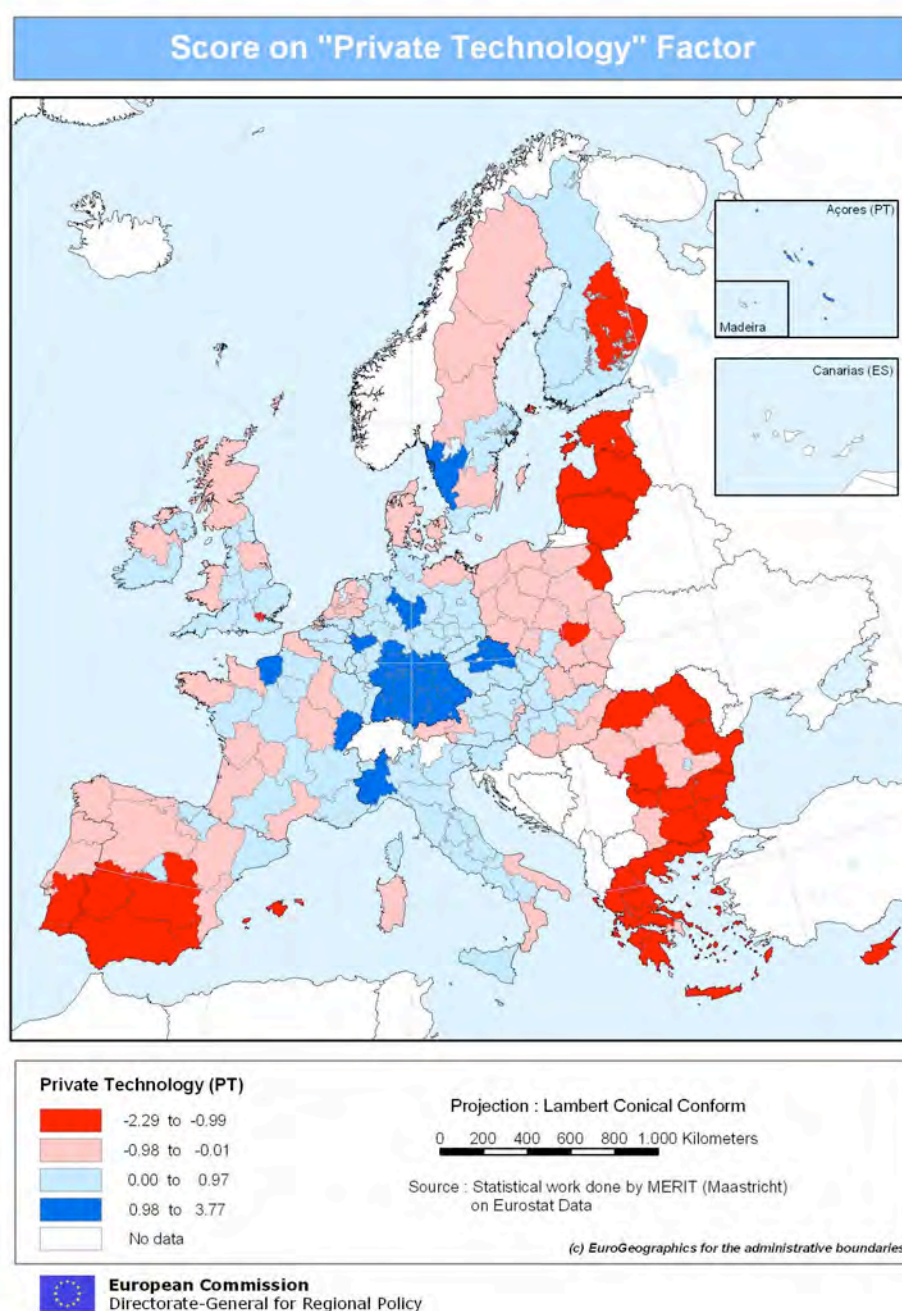 Score on "Private Technology" Factor
Açores (PT)
Madeira
Canarias (ES)
Private Technology (PT)
-2.29 to -0.99
-0.98 to -0.01
0.00 to 0.97
0.98 to 3.77
No data
Projection : Lambert Conical Conform
0 200 400 600 800 1.000 Kilometers
Source : Statistical work done by MERIT (Maastricht)
on Eurostat Data
(c) EuroGeographics for the administrative boundaries
European Commission
Directorate-General for Regional Policy